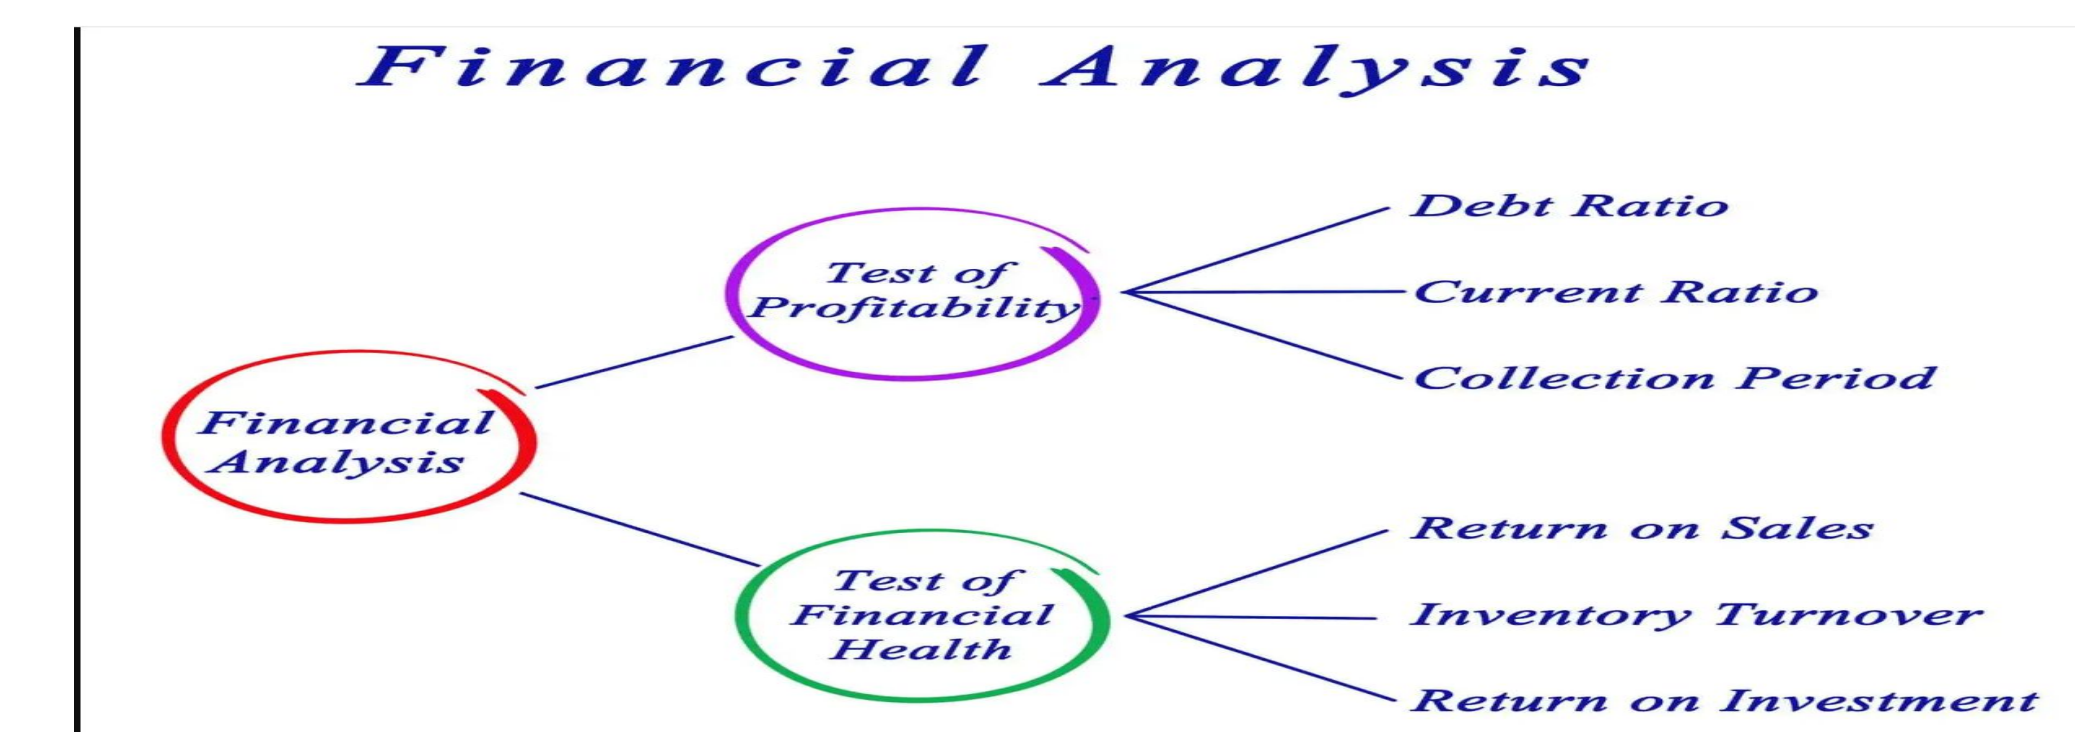 Financial Analysis
Financial
Analysis
Test of
Profitability
Debt Ratio
Current Ratio
Collection Period
Test of
Financial
Health
Return on Sales
Inventory Turnover
Return on Investment